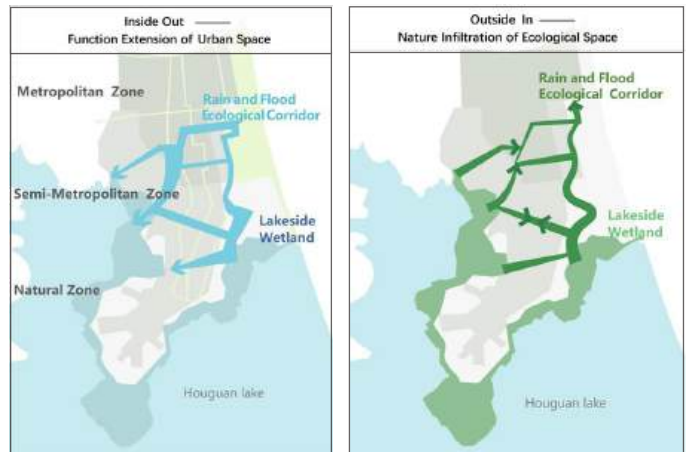 Inside Out
Function Extension of Urban Space
Metropolitan Zone
Rain and Flood
Ecological Corridor
Semi-Metropolitan Zone
Lakeside
Wetland
Natural Zone
Houguan lake
Outside In
Nature Infiltration of Ecological Space
Rain and Flood
Ecological Corridor
Lakeside
Wetland
Houguan lake